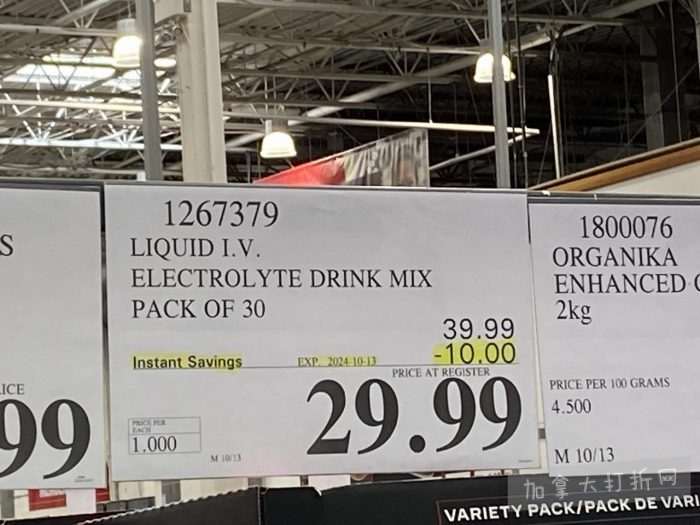 S
ICE
99
1267379
LIQUID I.V.
ELECTROLYTE DRINK MIX
PACK OF 30
39.99
Instant Savings EXP. 2024-10-13 -10.00
PRICE AT REGISTER
29.99
PRICE PER
EACH
1,000
M 10/13
1800076
ORGANIKA
ENHANCED C
2kg
PRICE PER 100 GRAMS
4.500
M 10/13
加拿大打折网
VARIETY PACK/PACK DE VARI